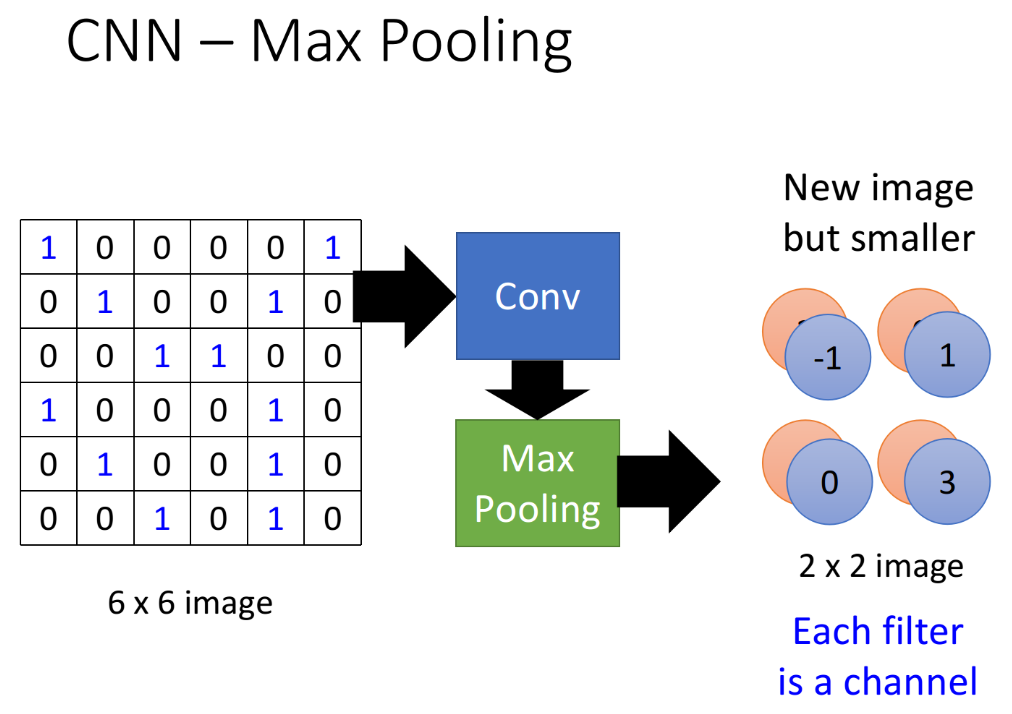 CNN – Max Pooling
New image
but smaller
1 0 0 0 0 1
0 1 0 0 1 0
0 0 1 1 0 0
1 0 0 0 1 0
0 1 0 0 1 0
0 0 1 0 1 0
6 x 6 image
Conv
Max
Pooling
-1 1
0 3
2 x 2 image
Each filter
is a channel